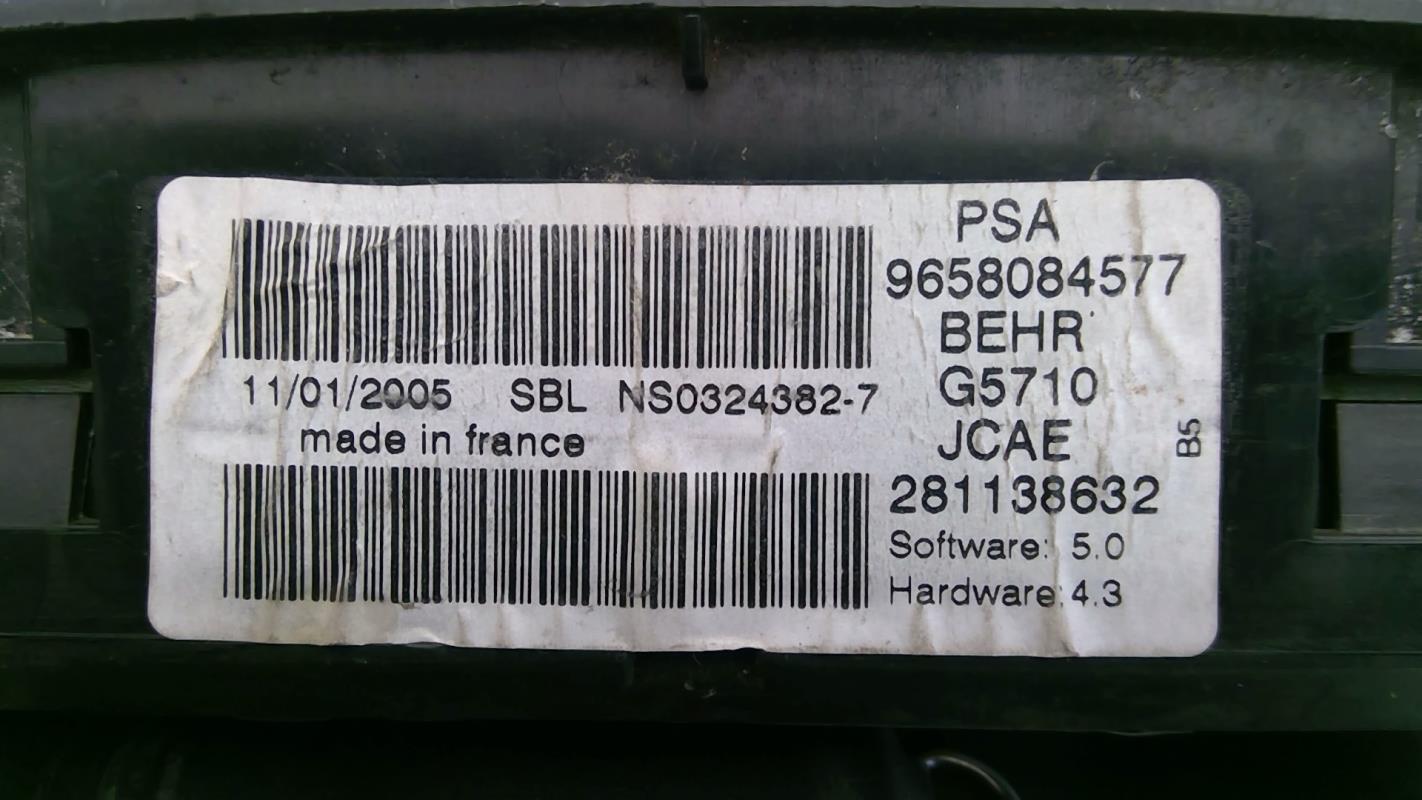 11/01/2005 SBL NS0324382-7
made in france
PSA
9658084577
BEHR
G5710
JCAE
281138632
Software: 5.0
Hardware: 4.3
B5